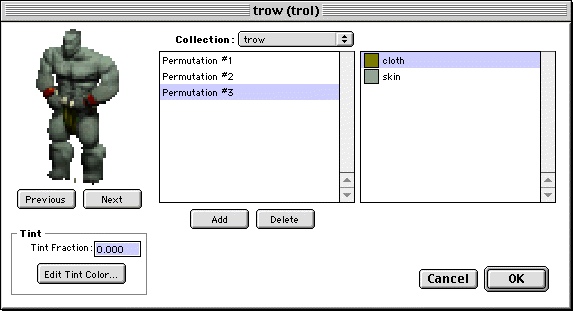 trow (trol)
Collection: trow
Permutation #1
Permutation #2
Permutation #3
cloth
skin
Previous
Next
Add
Delete
Tint
Tint Fraction: 0.000
Edit Tint Color...
Cancel
OK